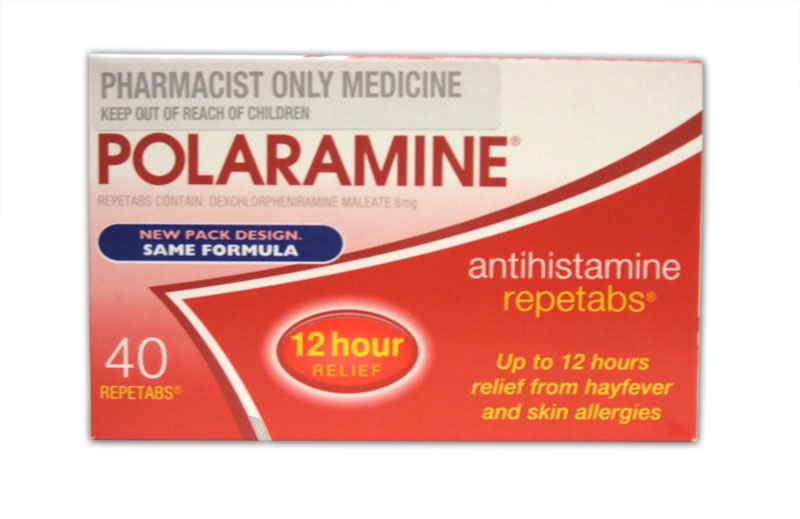 PHARMACIST ONLY MEDICINE
KEEP OUT OF REACH OF CHILDREN
POLARAMINE®
REPETABS CONTAIN: DEXCHLORPHENIRAMINE MALEATE 6mg
NEW PACK DESIGN.
SAME FORMULA
antihistamine
repetabs®
40
REPETABS®
12 hour
RELIEF
Up to 12 hours
relief from hayfever
and skin allergies